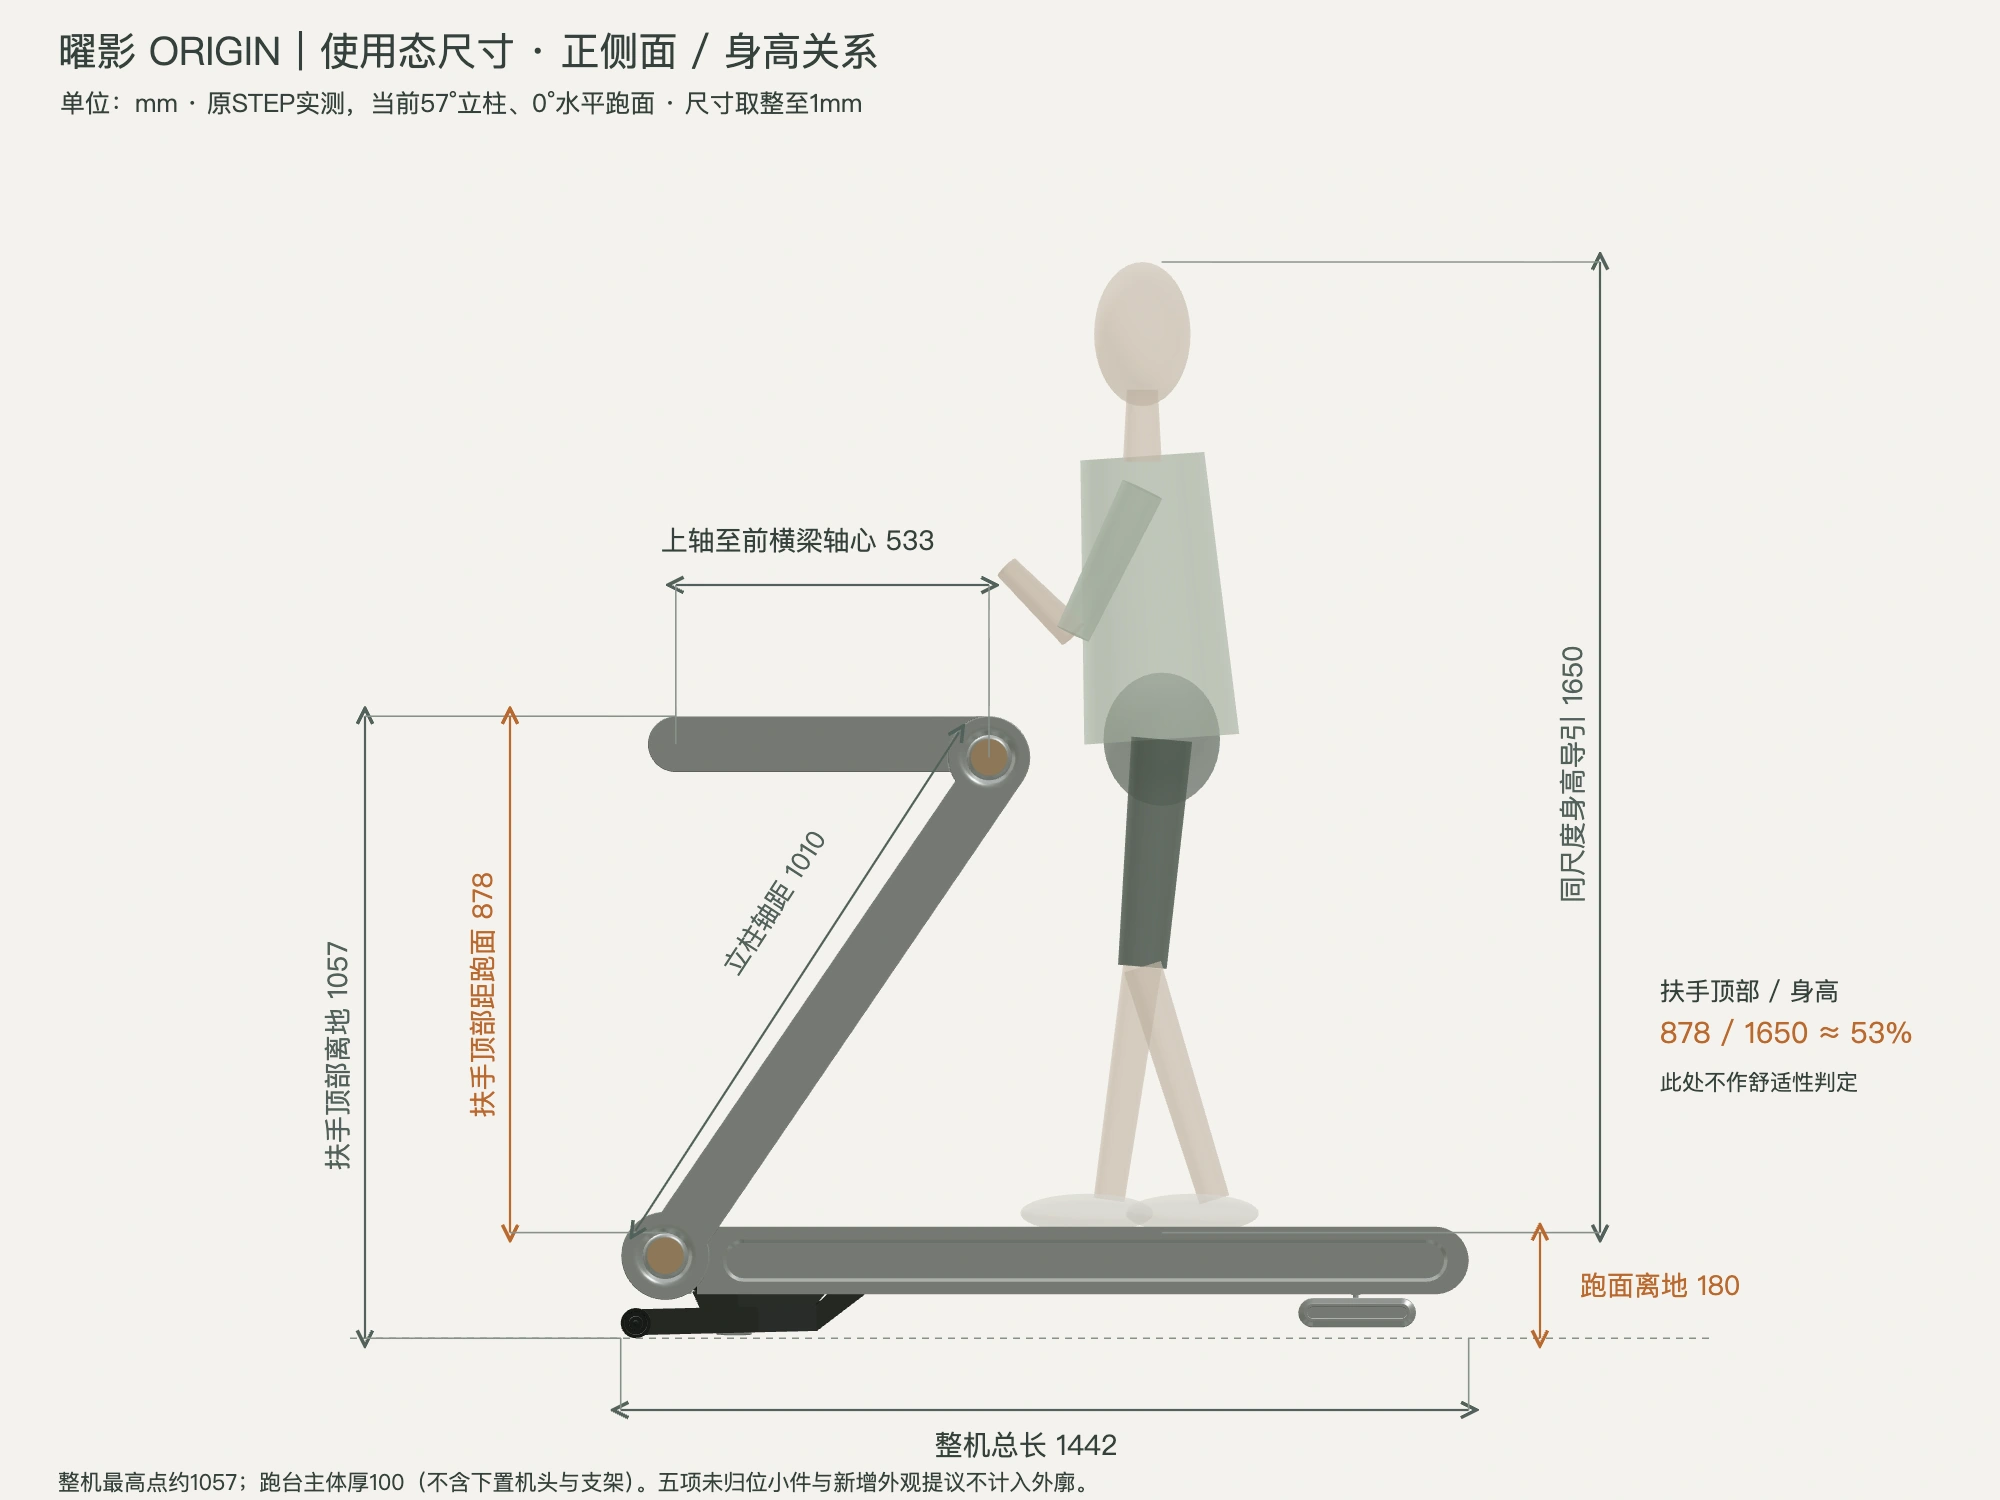 曜影 ORIGIN｜使用态尺寸 · 正侧面 / 身高关系
单位：mm · 原STEP实测，当前57°立柱、0°水平跑面 · 尺寸取整至1mm
上轴至前横梁轴心 533
同尺度身高导引 1650
立柱轴距 1010
扶手顶部距跑面 878
扶手顶部离地 1057
扶手顶部 / 身高
878 / 1650 ≈ 53%
此处不作舒适性判定
跑面离地 180
整机总长 1442
整机最高点约1057；跑台主体厚100（不含下置机头与支架）。五项未归位小件与新增外观提议不计入外廓。